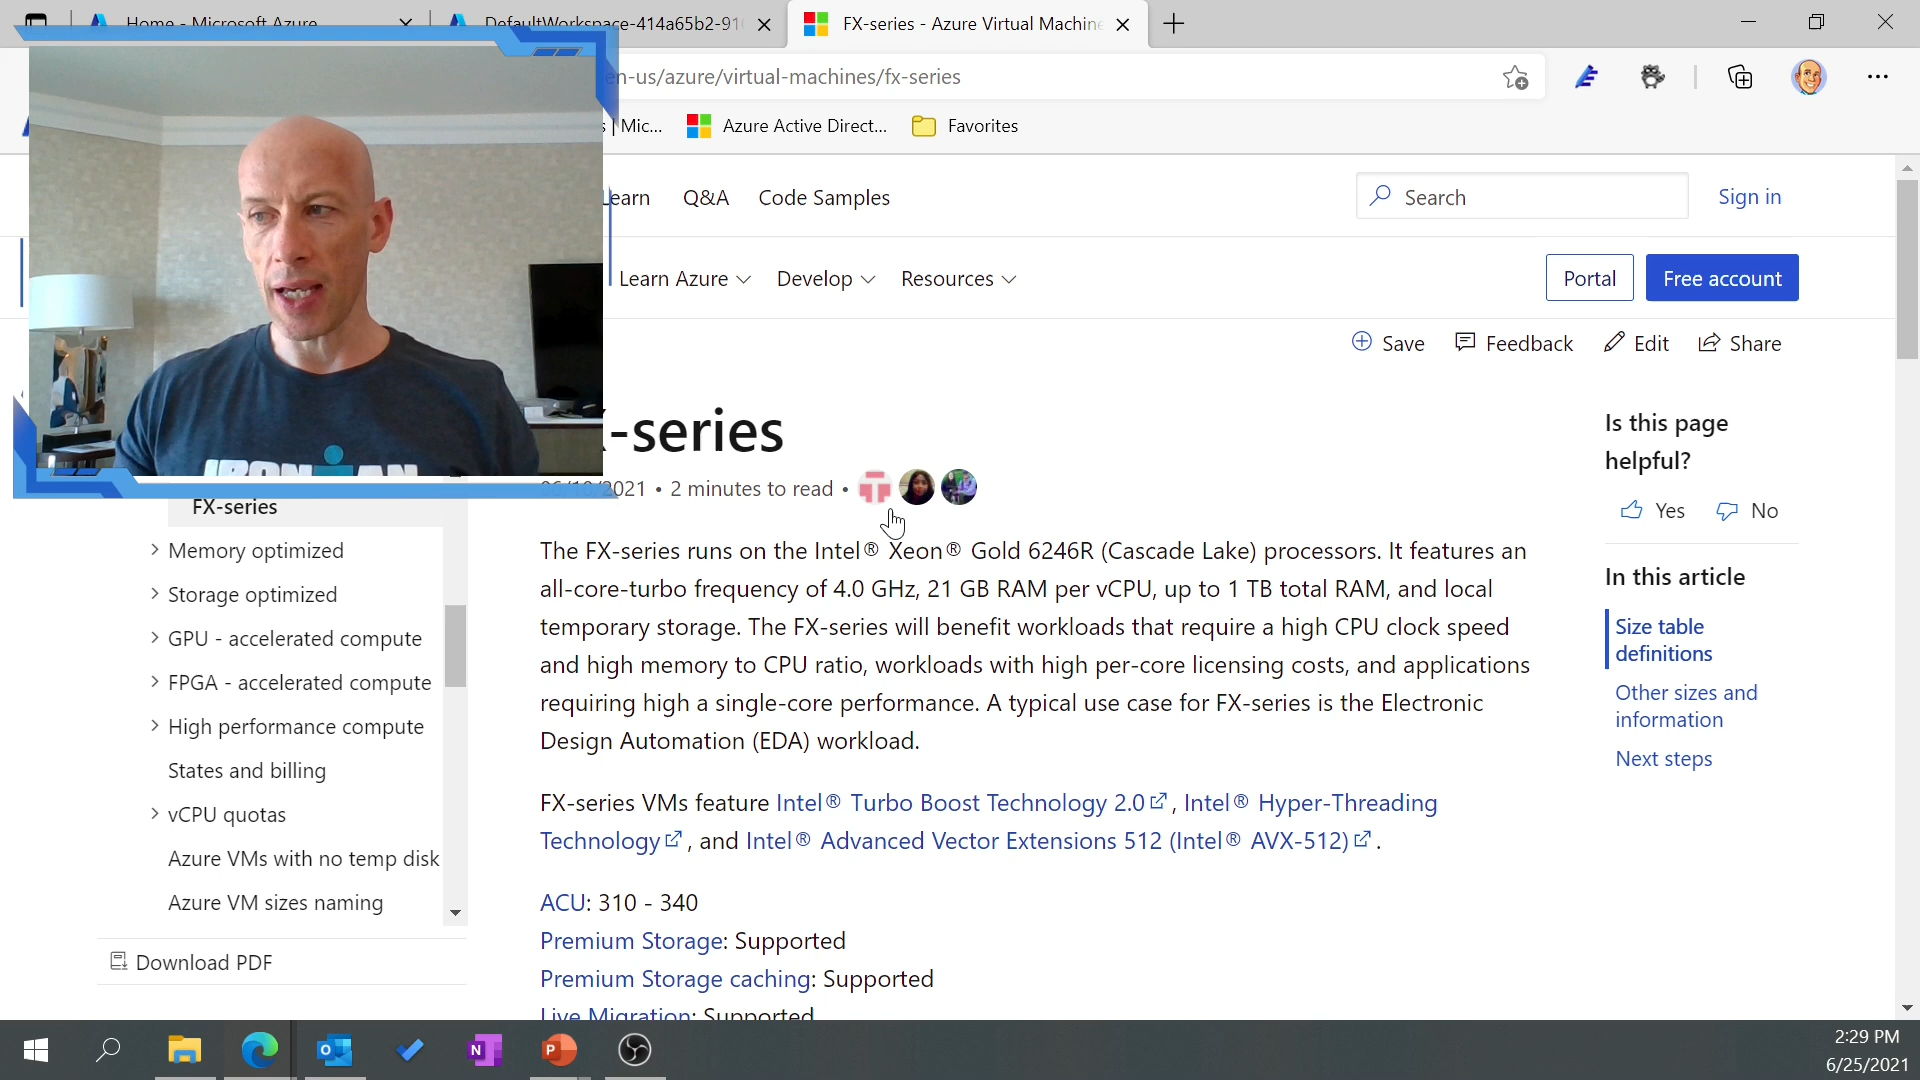 Home - Microsoft Azure
DefaultWorkspace-414a65b2-91
FX-series - Azure Virtual Machine
en-us/azure/virtual-machines/fx-series
s | Mic...
Azure Active Direct...
Favorites
Learn
Q&A
Code Samples
Search
Sign in
Learn Azure
Develop
Resources
Portal
Free account
Save
Feedback
Edit
Share
-series
2021 • 2 minutes to read •
IRONMAN
FX-series
Memory optimized
Storage optimized
GPU - accelerated compute
FPGA - accelerated compute
High performance compute
States and billing
vCPU quotas
Azure VMs with no temp disk
Azure VM sizes naming
Download PDF
The FX-series runs on the Intel® Xeon® Gold 6246R (Cascade Lake) processors. It features an
all-core-turbo frequency of 4.0 GHz, 21 GB RAM per vCPU, up to 1 TB total RAM, and local
temporary storage. The FX-series will benefit workloads that require a high CPU clock speed
and high memory to CPU ratio, workloads with high per-core licensing costs, and applications
requiring high a single-core performance. A typical use case for FX-series is the Electronic
Design Automation (EDA) workload.
FX-series VMs feature Intel® Turbo Boost Technology 2.0, Intel® Hyper-Threading
Technology, and Intel® Advanced Vector Extensions 512 (Intel® AVX-512).
ACU: 310 - 340
Premium Storage: Supported
Premium Storage caching: Supported
Live Migration: Supported
Is this page
helpful?
Yes
No
In this article
Size table
definitions
Other sizes and
information
Next steps
2:29 PM
6/25/2021